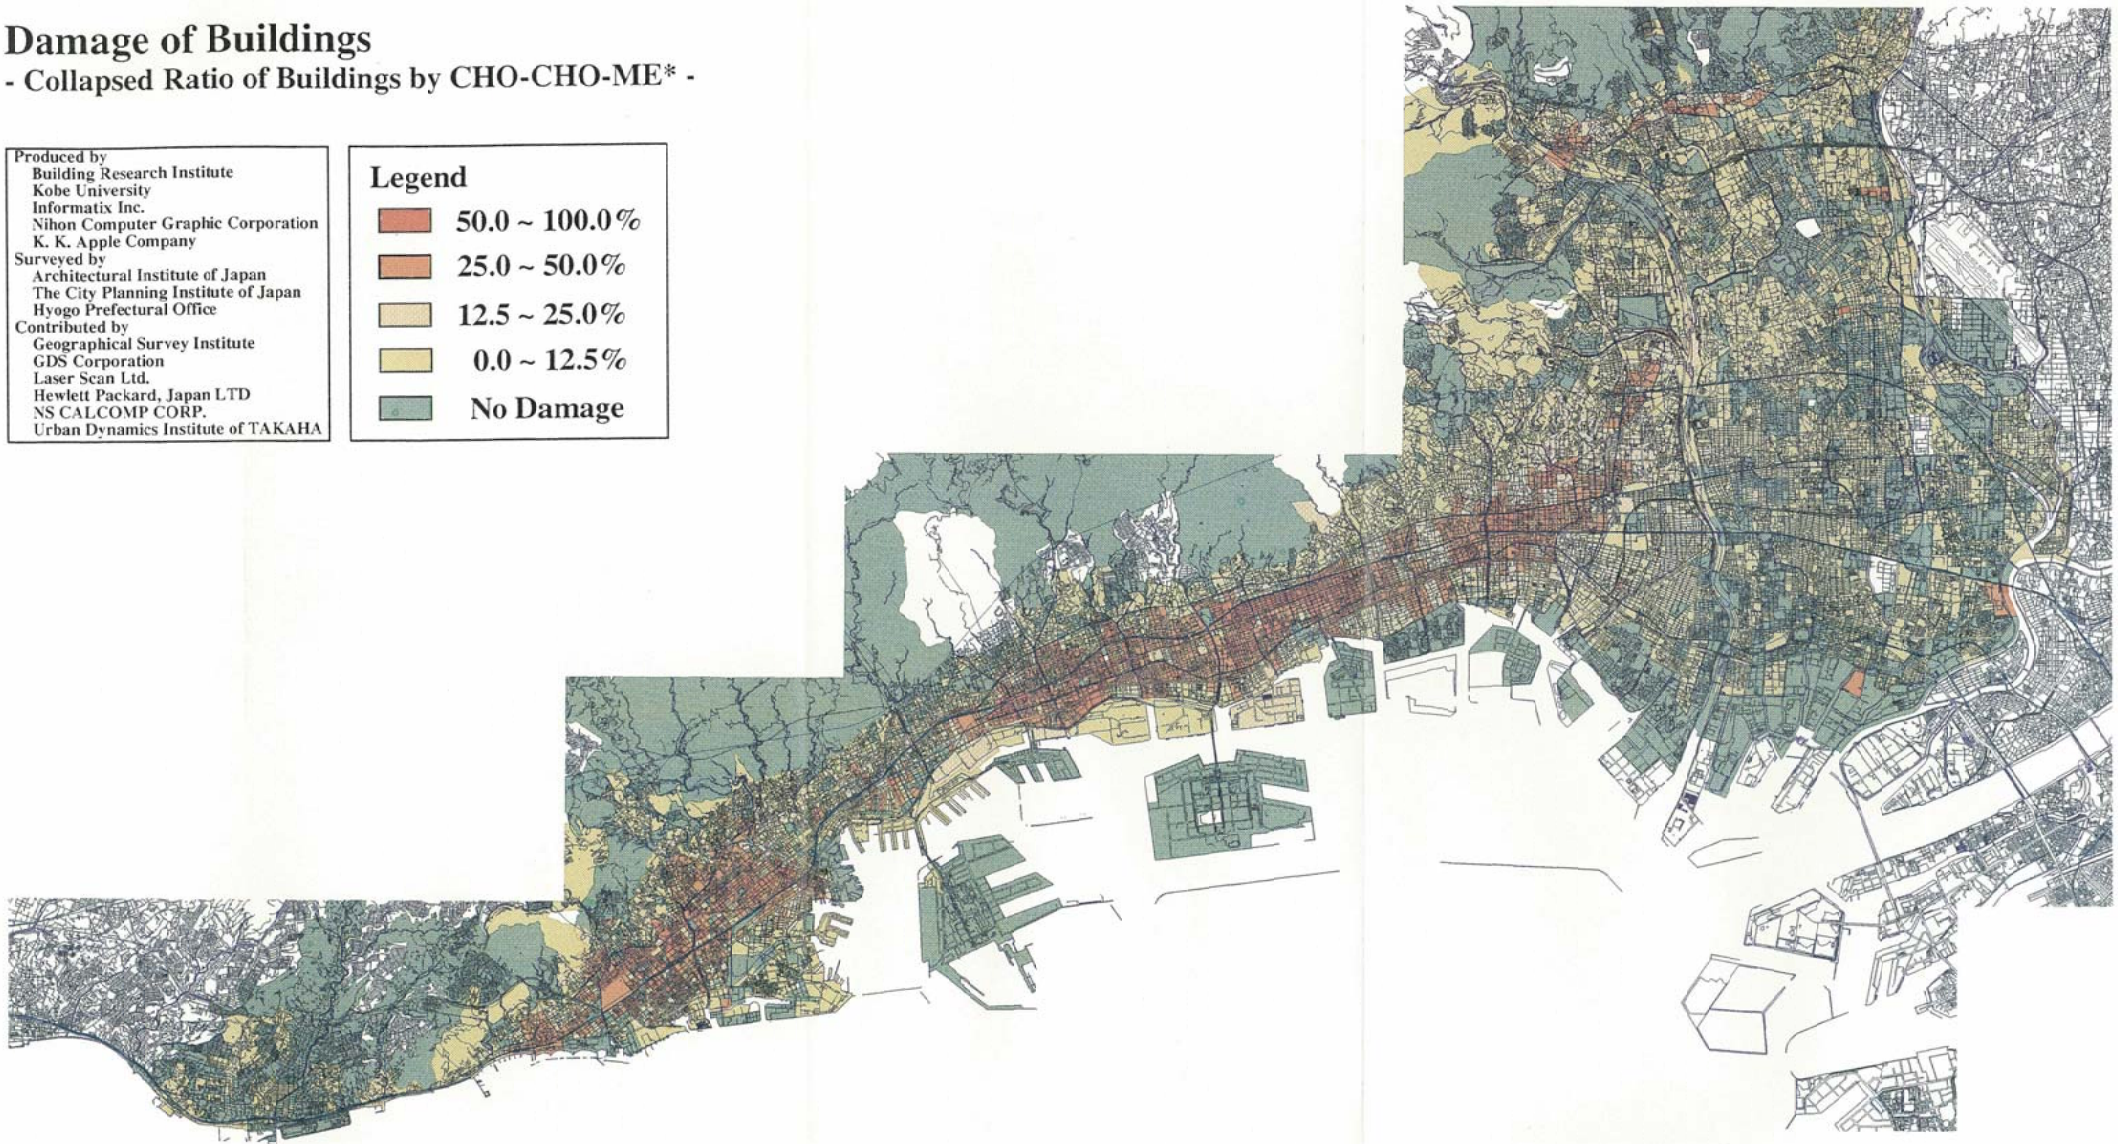 Damage of Buildings
- Collapsed Ratio of Buildings by CHO-CHO-ME* -
Produced by
Building Research Institute
Kobe University
Informatix Inc.
Nihon Computer Graphic Corporation
K. K. Apple Company
Surveyed by
Architectural Institute of Japan
The City Planning Institute of Japan
Hyogo Prefectural Office
Contributed by
Geographical Survey Institute
GDS Corporation
Laser Scan Ltd.
Hewlett Packard, Japan LTD
NS CALCOMP CORP.
Urban Dynamics Institute of TAKAHA
Legend
50.0 ~ 100.0%
25.0 ~ 50.0%
12.5 ~ 25.0%
0.0 ~ 12.5%
No Damage